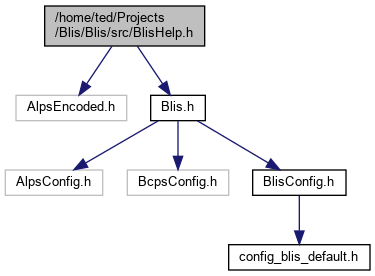 /home/ted/Projects
/Blis/Blis/src/BlisHelp.h
AlpsEncoded.h
Blis.h
AlpsConfig.h
BcpsConfig.h
BlisConfig.h
config_blis_default.h